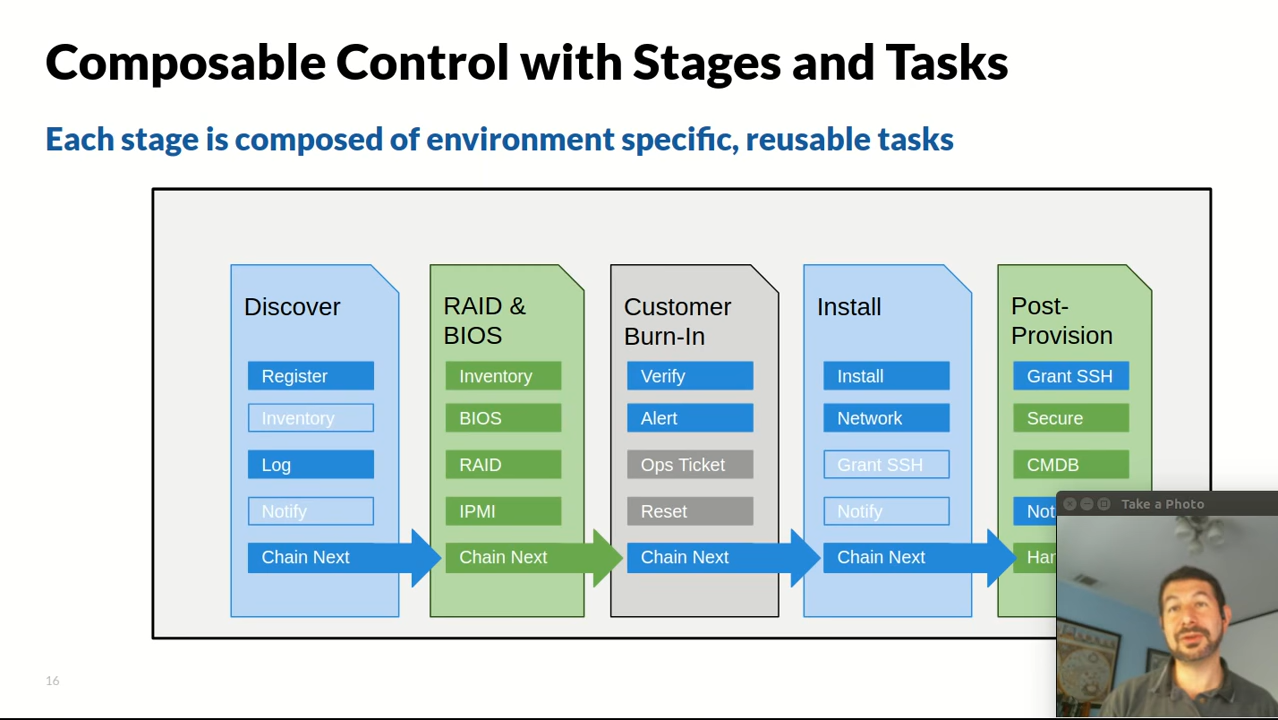 Composable Control with Stages and Tasks
Each stage is composed of environment specific, reusable tasks
Discover
Register
Inventory
Log
Notify
Chain Next
RAID &
BIOS
Inventory
BIOS
RAID
IPMI
Chain Next
Customer
Burn-In
Verify
Alert
Ops Ticket
Reset
Chain Next
Install
Install
Network
Grant SSH
Notify
Chain Next
Post-
Provision
Grant SSH
Secure
CMDB
Take a Photo
16